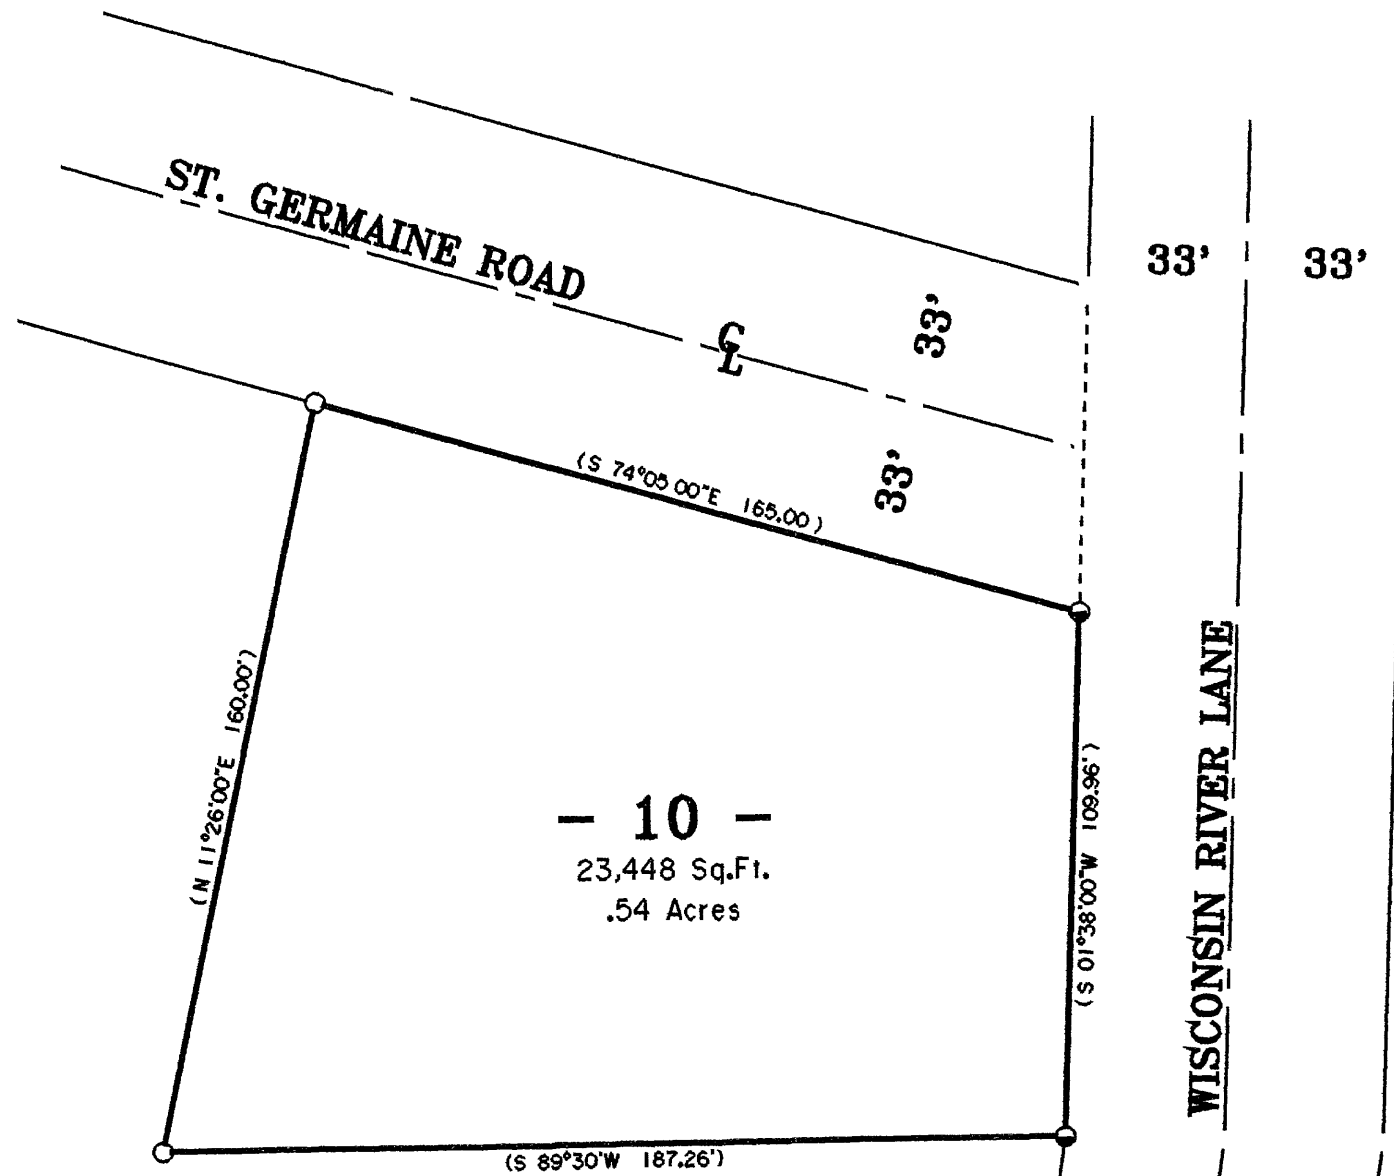 ST. GERMAINE ROAD
33' 33'
33'
CL
33'
(S 74°05'00"E 165.00)
(N 11°26'00"E 160.00')
WISCONSIN RIVER LANE
(S 01°38'00"W 109.96')
- 10 -
23,448 Sq.Ft.
.54 Acres
(S 89°30'W 187.26')